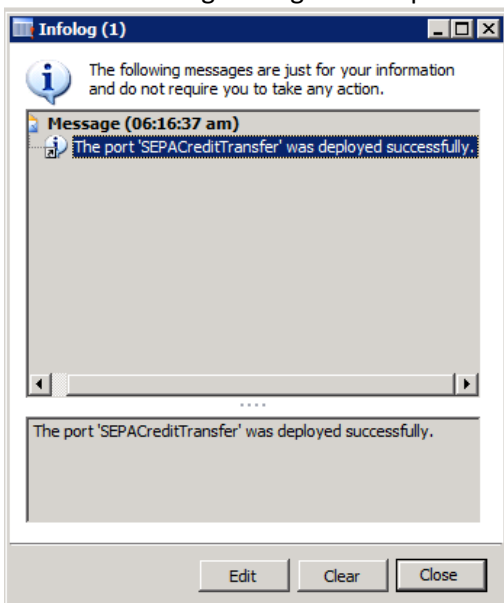 Infolog (1)
The following messages are just for your information
and do not require you to take any action.
Message (06:16:37 am)
The port 'SEPACreditTransfer' was deployed successfully.
The port 'SEPACreditTransfer' was deployed successfully.
Edit
Clear
Close